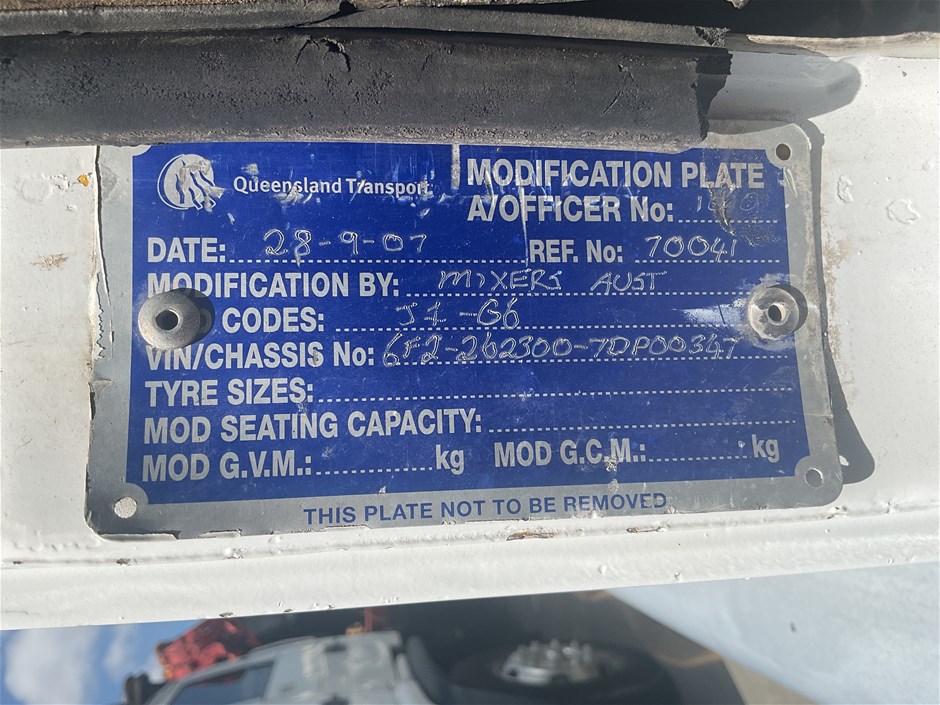 Queensland Transport
MODIFICATION PLATE
A/OFFICER No:
DATE: 28-9-07 REF. No: 70041
MODIFICATION BY: MIXERS AUST
CODES: J1-G6
VIN/CHASSIS No: 6F2-262300-7DP00347
TYRE SIZES:
MOD SEATING CAPACITY:
MOD G.V.M.: kg MOD G.C.M.: kg
THIS PLATE NOT TO BE REMOVED